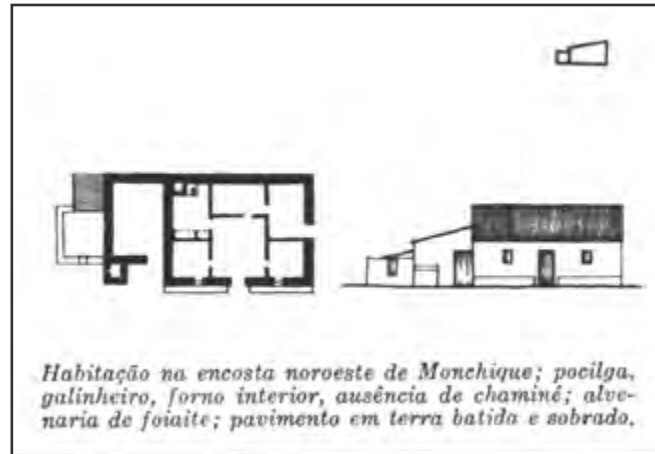 Habitação na encosta noroeste de Monchique; pocilga,
galinheiro, forno interior, ausência de chaminé; alve-
naria de foiaite; pavimento em terra batida e sobrado.